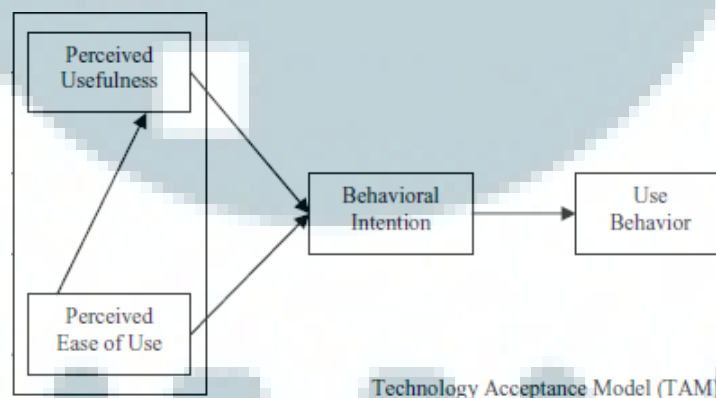 Perceived
Usefulness
Behavioral
Intention
Use
Behavior
Perceived
Ease of Use
Technology Acceptance Model (TAM)